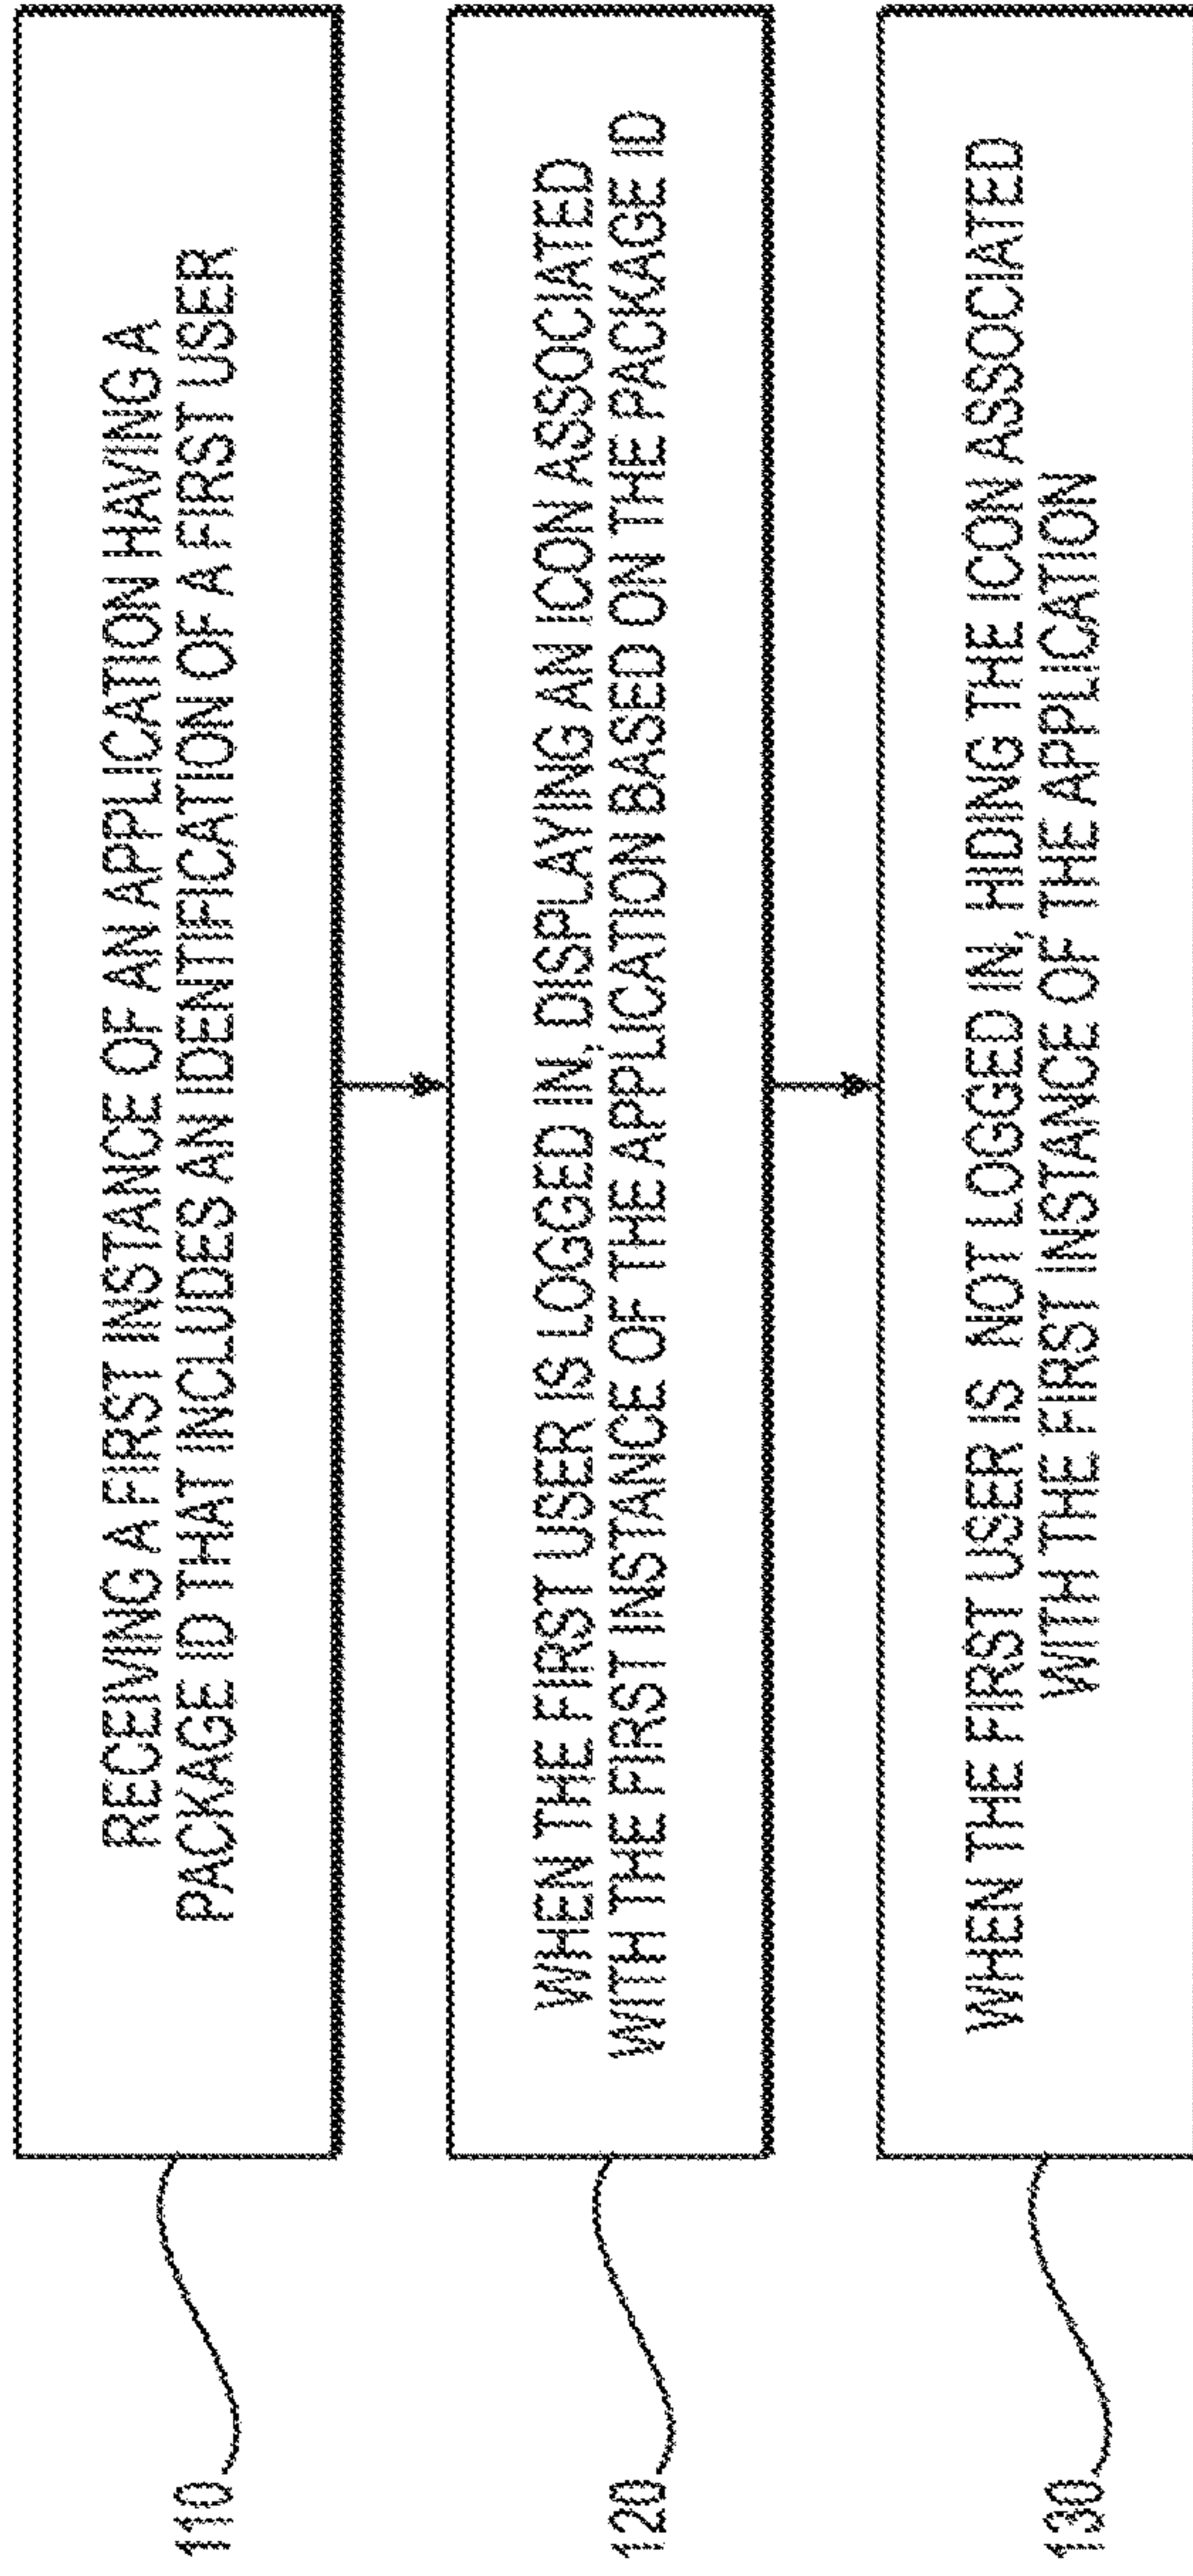 110
RECEIVING A FIRST INSTANCE OF AN APPLICATION HAVING A
PACKAGE ID THAT INCLUDES AN IDENTIFICATION OF A FIRST USER
120
WHEN THE FIRST USER IS LOGGED IN, DISPLAYING AN ICON ASSOCIATED
WITH THE FIRST INSTANCE OF THE APPLICATION BASED ON THE PACKAGE ID
130
WHEN THE FIRST USER IS NOT LOGGED IN, HIDING THE ICON ASSOCIATED
WITH THE FIRST INSTANCE OF THE APPLICATION